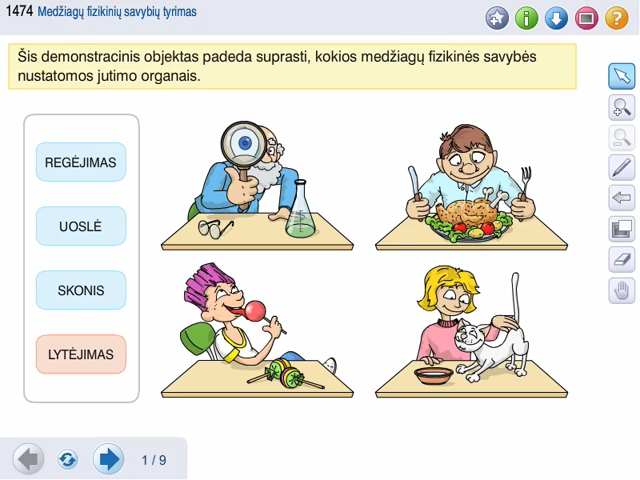 1474 Medžiagų fizikinių savybių tyrimas
Šis demonstracinis objektas padeda suprasti, kokios medžiagų fizikinės savybės
nustatomos jutimo organais.
REGĖJIMAS
UOSLĖ
SKONIS
LYTĖJIMAS
1 / 9